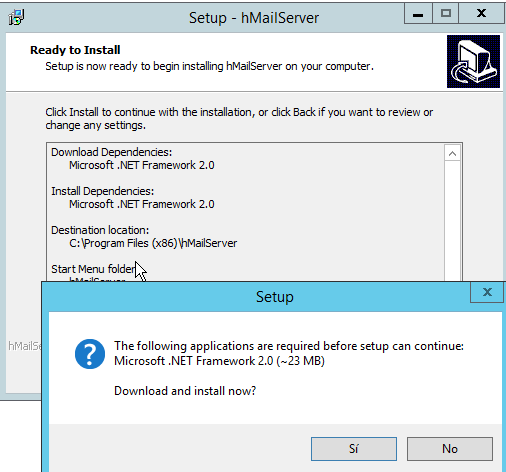 Setup - hMailServer
Ready to Install
Setup is now ready to begin installing hMailServer on your computer.
Click Install to continue with the installation, or click Back if you want to review or
change any settings.
Download Dependencies:
Microsoft .NET Framework 2.0
Install Dependencies:
Microsoft .NET Framework 2.0
Destination location:
C:\Program Files (x86)\hMailServer
Start Menu folder
hMailServer
Setup
The following applications are required before setup can continue:
Microsoft .NET Framework 2.0 (~23 MB)
Download and install now?
Sí
No